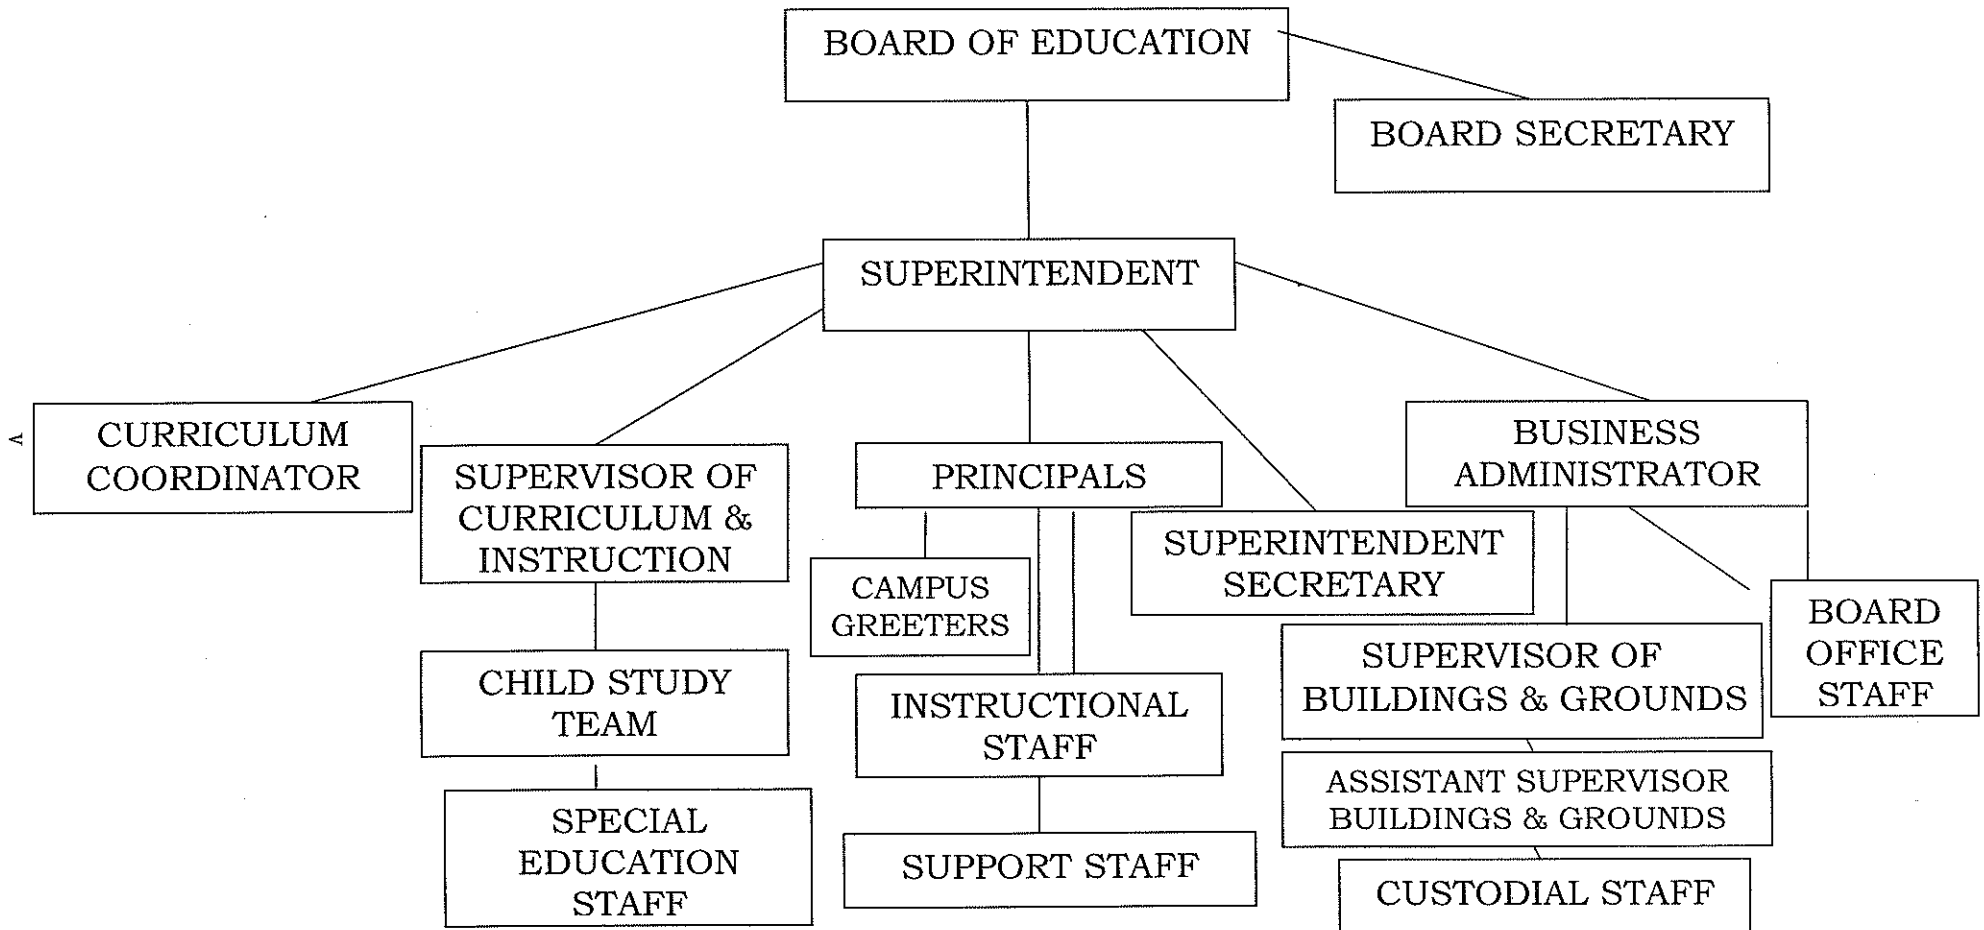 BOARD OF EDUCATION
BOARD SECRETARY
SUPERINTENDENT
CURRICULUM
COORDINATOR
SUPERVISOR OF
CURRICULUM &
INSTRUCTION
PRINCIPALS
SUPERINTENDENT
SECRETARY
BUSINESS
ADMINISTRATOR
CAMPUS
GREETERS
BOARD
OFFICE
STAFF
CHILD STUDY
TEAM
INSTRUCTIONAL
STAFF
SUPERVISOR OF
BUILDINGS & GROUNDS
ASSISTANT SUPERVISOR
BUILDINGS & GROUNDS
SPECIAL
EDUCATION
STAFF
SUPPORT STAFF
CUSTODIAL STAFF